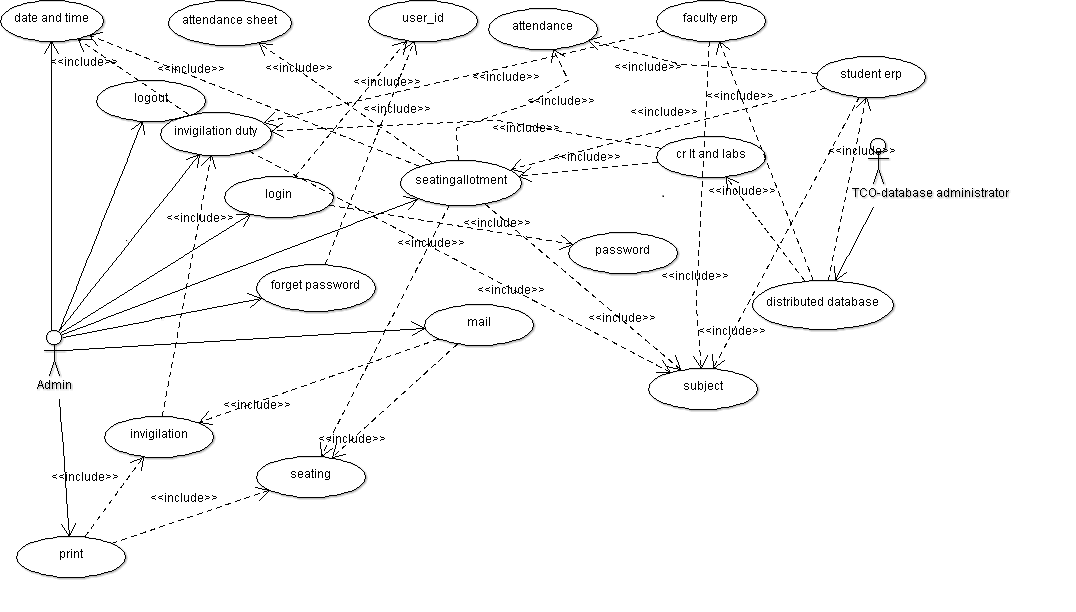 date and time
attendance sheet
user_id
attendance
faculty erp
<<include>>
<<include>>
<<include>>
<<include>>
<<include>>
student erp
logout
<<include>>
<<include>>
<<include>>
<<include>>
invigilation duty
<<include>>
<<include>>
cr lt and labs
<<include>>
<<include>>
login
seatingallotment
<<include>>
TCO-database administrator
<<include>>
<<include>>
<<include>>
password
forget password
<<include>>
<<include>>
distributed database
mail
<<include>>
<<include>>
Admin
subject
<<include>>
invigilation
<<include>>
<<include>>
seating
<<include>>
print